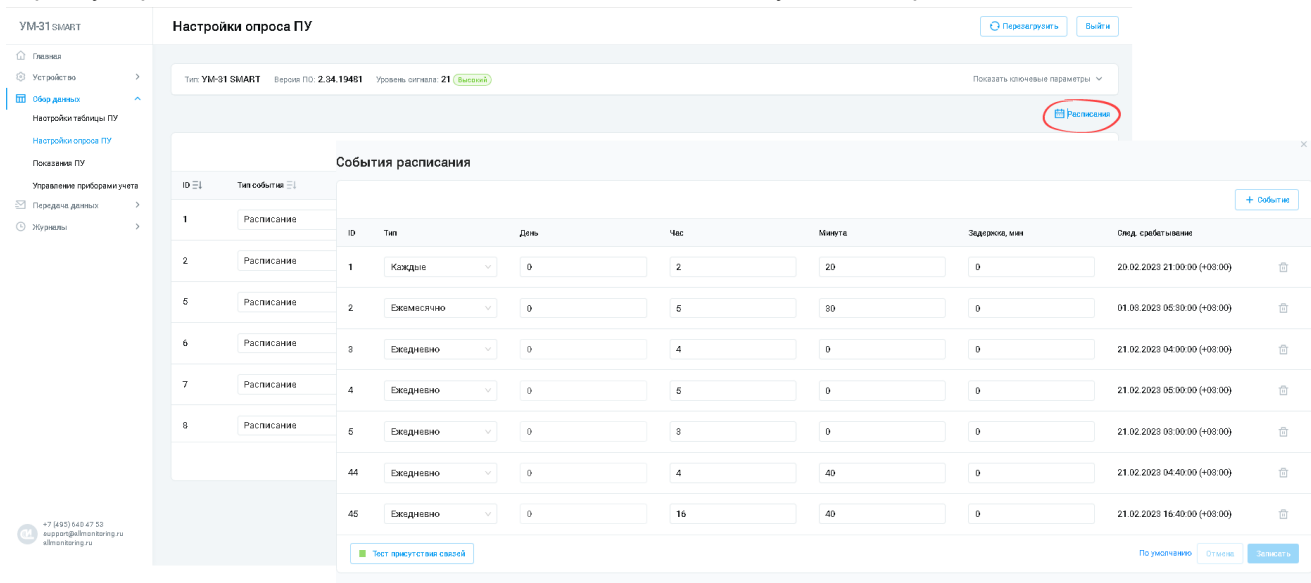 УМ-31 SMART
Настройки опроса ПУ
Перезагрузить
Выйти
Главная
Устройство
Сбор данных
Настройки таблицы ПУ
Настройки опроса ПУ
Показания ПУ
Управление приборами учета
Передача данных
Журналы
Тип: УМ-31 SMART Версия ПО: 2.34.19481 Уровень сигнала: 21 Высокий
Показать ключевые параметры
Расписания
ID Тип события
1 Расписание
2 Расписание
5 Расписание
6 Расписание
7 Расписание
8 Расписание
События расписания
+ Событие
ID Тип День Час Минута Задержка, мин След. срабатывание
1 Каждые 0 2 20 0 20.02.2023 21:00:00 (+03:00)
2 Ежемесячно 0 5 30 0 01.03.2023 05:30:00 (+03:00)
3 Ежедневно 0 4 0 0 21.02.2023 04:00:00 (+03:00)
4 Ежедневно 0 5 0 0 21.02.2023 05:00:00 (+03:00)
5 Ежедневно 0 3 0 0 21.02.2023 03:00:00 (+03:00)
44 Ежедневно 0 4 40 0 21.02.2023 04:40:00 (+03:00)
45 Ежедневно 0 16 40 0 21.02.2023 16:40:00 (+03:00)
Тест присутствия связей
По умолчанию Отмена Записать
+7 (495) 640 47 53
support@allmonitoring.ru
allmonitoring.ru